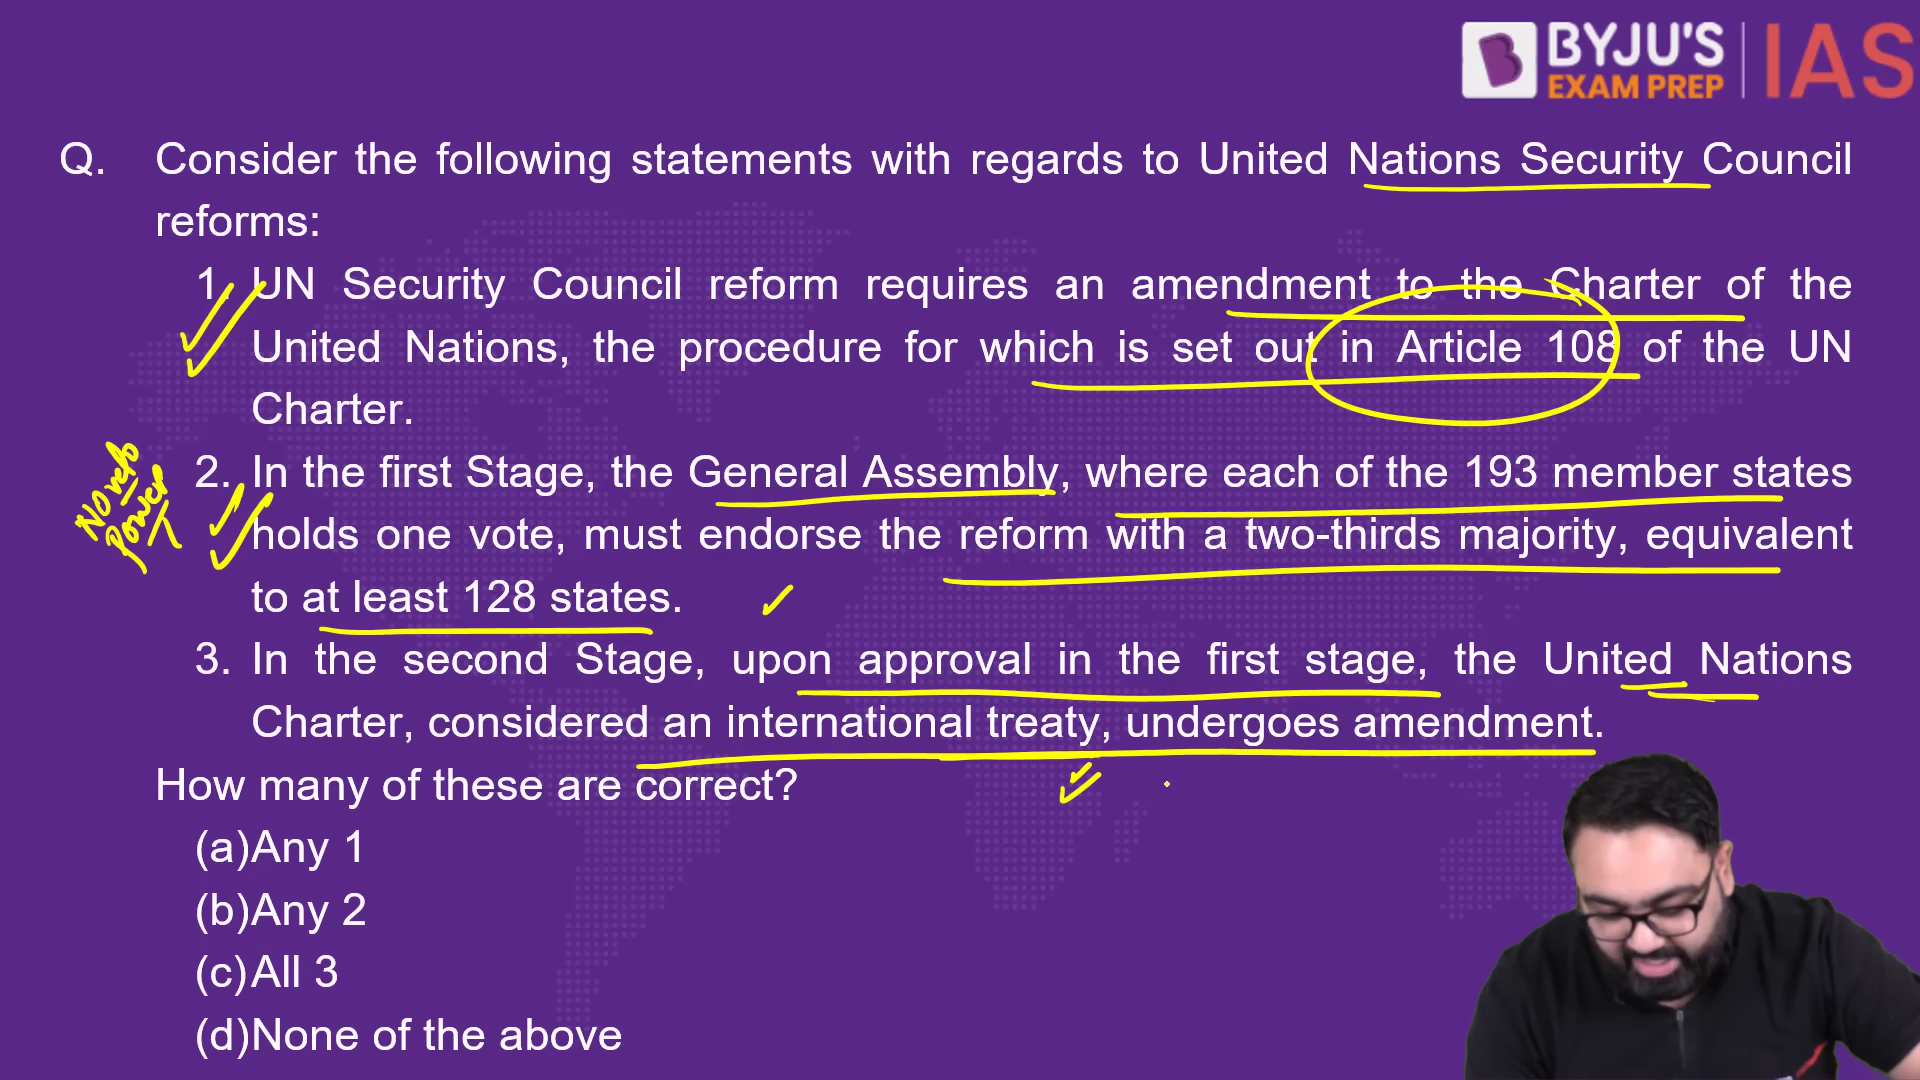 BYJU'S
EXAM PREP
IAS
Q. Consider the following statements with regards to United Nations Security Council
reforms:
1. UN Security Council reform requires an amendment to the Charter of the
United Nations, the procedure for which is set out in Article 108 of the UN
Charter.
No veto
Power
2. In the first Stage, the General Assembly, where each of the 193 member states
holds one vote, must endorse the reform with a two-thirds majority, equivalent
to at least 128 states.
3. In the second Stage, upon approval in the first stage, the United Nations
Charter, considered an international treaty, undergoes amendment.
How many of these are correct?
(a)Any 1
(b)Any 2
(c)All 3
(d)None of the above